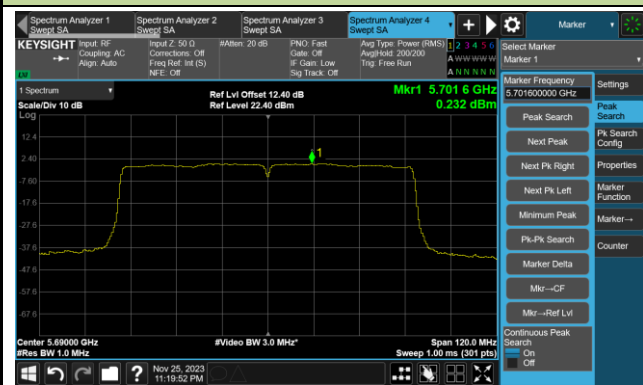 Spectrum Analyzer 1
Swept SA
Spectrum Analyzer 2
Swept SA
Spectrum Analyzer 3
Swept SA
Spectrum Analyzer 4
Swept SA
Marker
KEYSIGHT
Input: RF
Coupling: AC
Align: Auto
Input Z: 50 Ω
Corrections: Off
Freq Ref: Int (S)
NFE: Off
#Atten: 20 dB
PNO: Fast
Gate: Off
IF Gain: Low
Sig Track: Off
Avg Type: Power (RMS)
Avg|Hold: 200/200
Trig: Free Run
1 2 3 4 5 6
A W W W W W
A N N N N N
LXI
Select Marker
Marker 1
1 Spectrum
Scale/Div 10 dB
Log
Ref Lvl Offset 12.40 dB
Ref Level 22.40 dBm
Mkr1 5.701 6 GHz
0.232 dBm
12.4
2.40
-7.60
-17.6
-27.6
-37.6
-47.6
-57.6
-67.6
1
Center 5.69000 GHz
#Res BW 1.0 MHz
#Video BW 3.0 MHz*
Span 120.0 MHz
Sweep 1.00 ms (301 pts)
Marker Frequency
5.701600000 GHz
Peak Search
Next Peak
Next Pk Right
Next Pk Left
Minimum Peak
Pk-Pk Search
Marker Delta
Mkr→CF
Mkr→Ref Lvl
Continuous Peak
Search
On
Off
Settings
Peak
Search
Pk Search
Config
Properties
Marker
Function
Marker→
Counter
?
Nov 25, 2023
11:19:52 PM